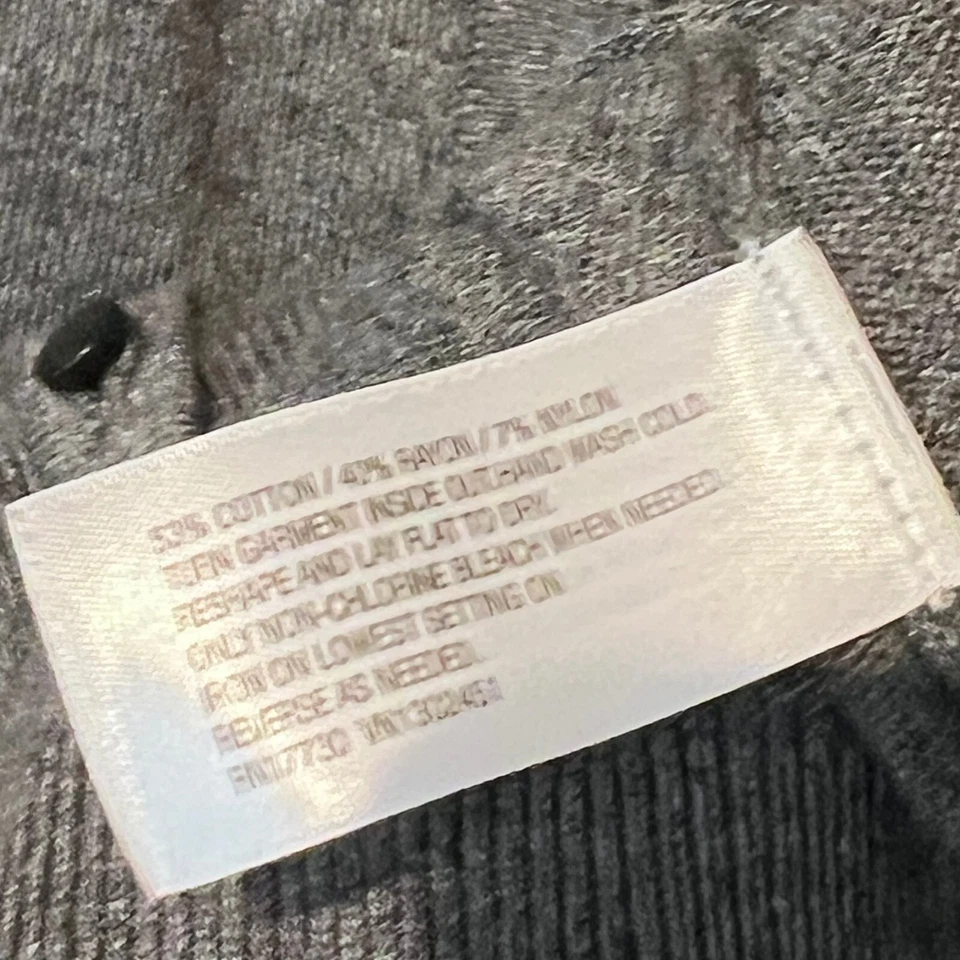 53% COTTON / 40% RAYON / 7% NYLON
TURN GARMENT INSIDE OUT/HAND WASH COLD
RESHAPE AND LAY FLAT TO DRY.
ONLY NON-CHLORINE BLEACH WHEN NEEDED
IRON ON LOWEST SETTING ON
REVERSE AS NEEDED.